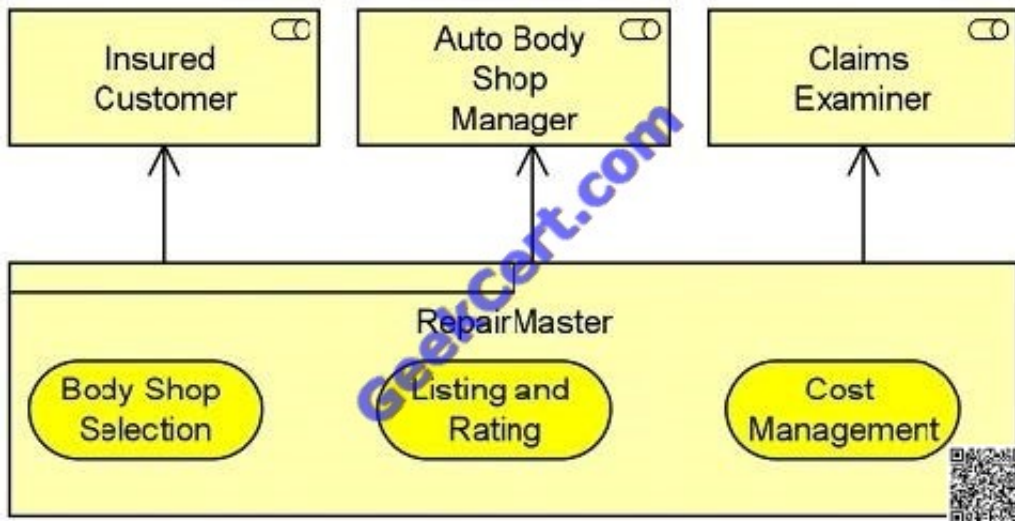 Insured
Customer
Auto Body
Shop
Manager
Claims
Examiner
RepairMaster
Body Shop
Selection
Listing and
Rating
Cost
Management
GeekCert.com